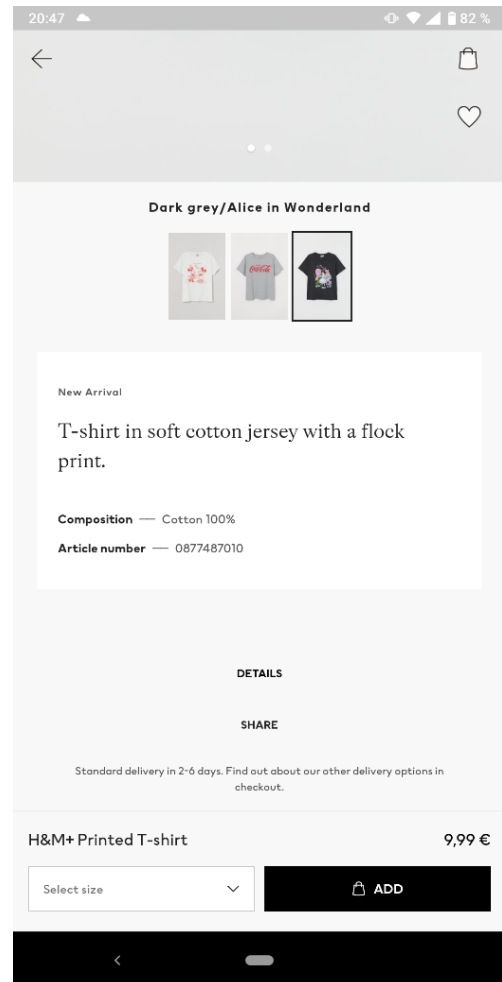 20:47
82 %
Dark grey/Alice in Wonderland
Coca-Cola
New Arrival
T-shirt in soft cotton jersey with a flock
print.
Composition — Cotton 100%
Article number — 0877487010
DETAILS
SHARE
Standard delivery in 2-6 days. Find out about our other delivery options in
checkout.
H&M+ Printed T-shirt
9,99 €
Select size
ADD